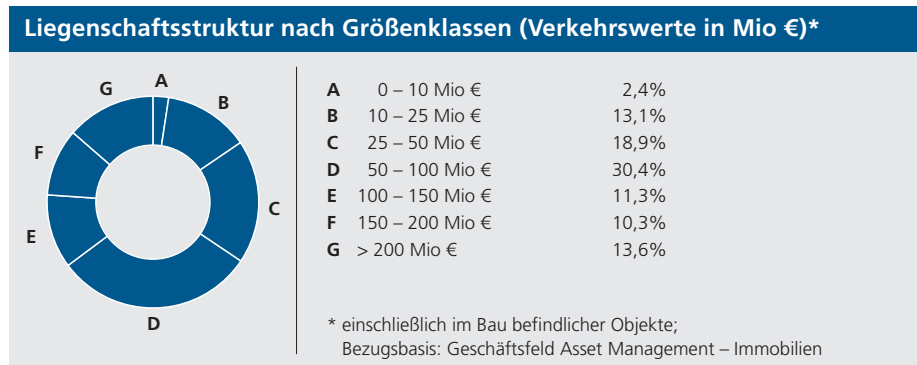 Liegenschaftsstruktur nach Größenklassen (Verkehrswerte in Mio €)*
A
B
C
D
E
F
G
A 0 – 10 Mio € 2,4%
B 10 – 25 Mio € 13,1%
C 25 – 50 Mio € 18,9%
D 50 – 100 Mio € 30,4%
E 100 – 150 Mio € 11,3%
F 150 – 200 Mio € 10,3%
G > 200 Mio € 13,6%
* einschließlich im Bau befindlicher Objekte;
Bezugsbasis: Geschäftsfeld Asset Management – Immobilien